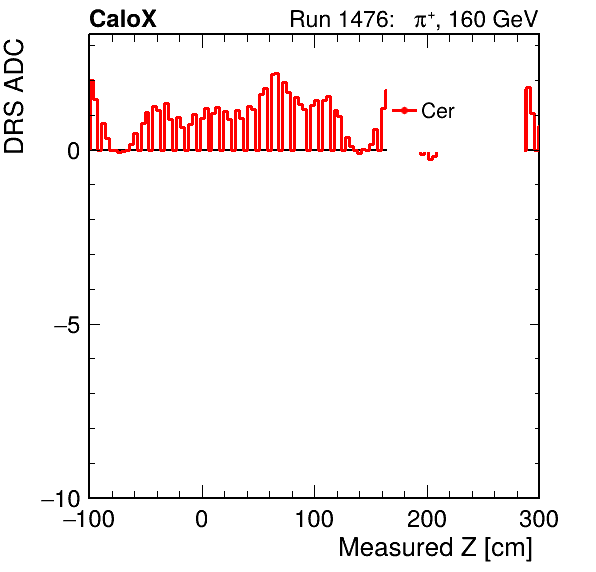 CaloX Run 1476: π⁺, 160 GeV
DRS ADC
Cer
0
−5
−10
−100 0 100 200 300
Measured Z [cm]